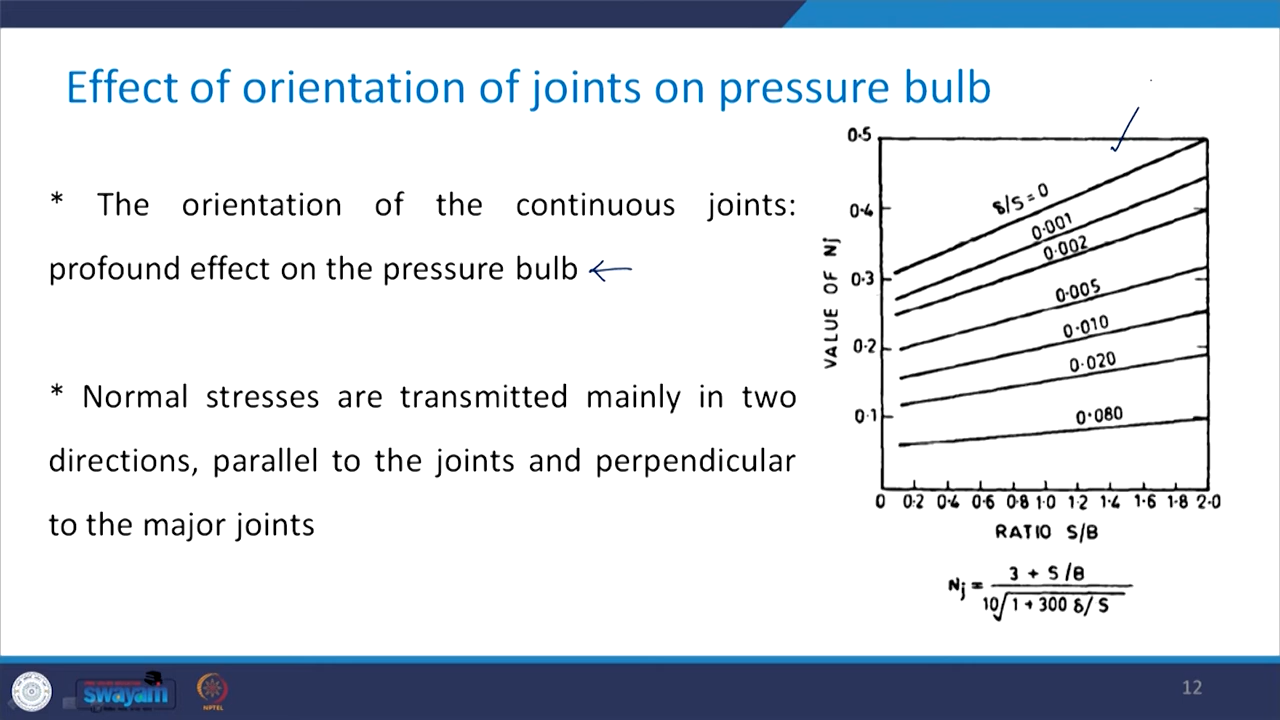 Effect of orientation of joints on pressure bulb
* The orientation of the continuous joints:
profound effect on the pressure bulb
* Normal stresses are transmitted mainly in two
directions, parallel to the joints and perpendicular
to the major joints
0.5
0.4
0.3
0.2
0.1
VALUE OF Nj
δ/S = 0
0.001
0.002
0.005
0.010
0.020
0.080
0 0.2 0.4 0.6 0.8 1.0 1.2 1.4 1.6 1.8 2.0
RATIO S/B
Nj = 3 + S/B
10√1 + 300 δ/S
swayam
NPTEL
12